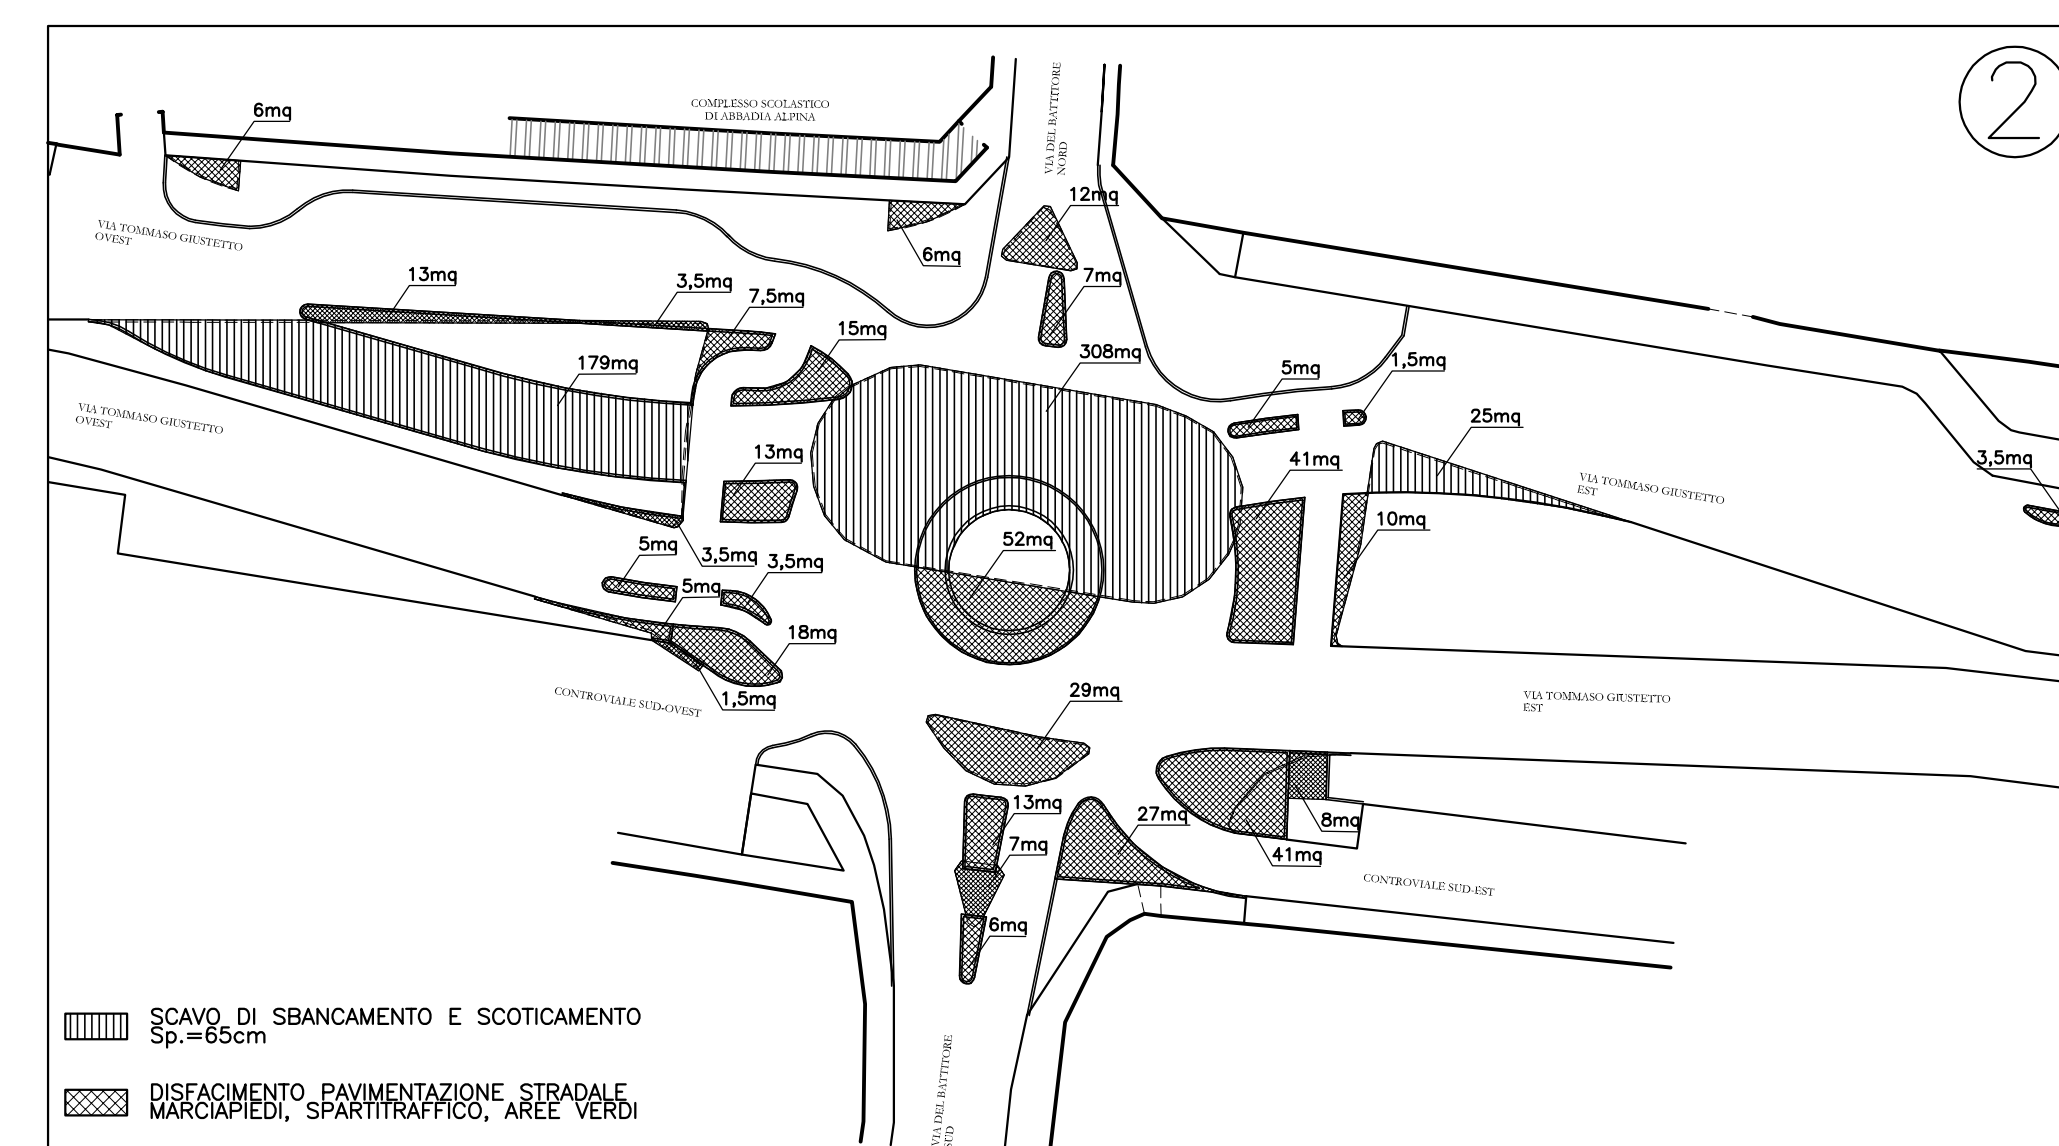 2
COMPLESSO SCOLASTICO
DI ABBADIA ALPINA
VIA DEL BATTITORE
NORD
6mq
12mq
VIA TOMMASO GIUSTETTO
OVEST
6mq
13mq
3,5mq
7,5mq
7mq
15mq
308mq
179mq
5mq
1,5mq
VIA TOMMASO GIUSTETTO
OVEST
25mq
13mq
41mq
3,5mq
VIA TOMMASO GIUSTETTO
EST
10mq
5mq
3,5mq
3,5mq
52mq
5mq
18mq
1,5mq
CONTROVIALE SUD-OVEST
29mq
VIA TOMMASO GIUSTETTO
EST
13mq
27mq
8mq
7mq
41mq
CONTROVIALE SUD-EST
6mq
VIA DEL BATTITORE
SUD
SCAVO DI SBANCAMENTO E SCOTICAMENTO
Sp.=65cm
DISFACIMENTO PAVIMENTAZIONE STRADALE
MARCIAPIEDI, SPARTITRAFFICO, AREE VERDI